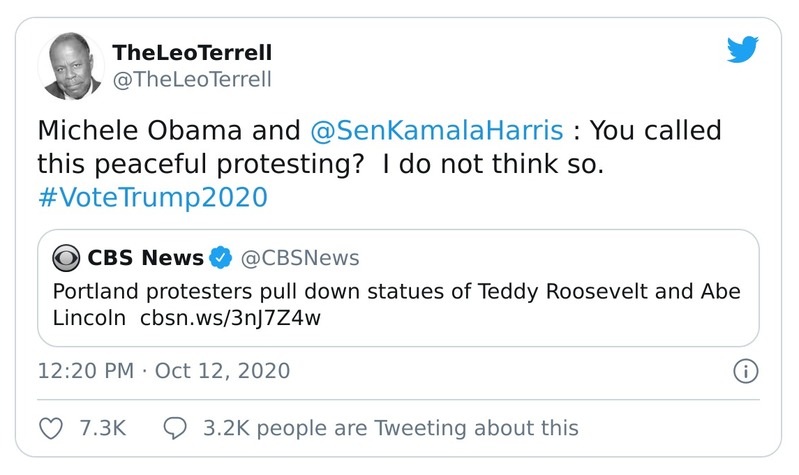 TheLeoTerrell
@TheLeoTerrell
Michele Obama and @SenKamalaHarris : You called
this peaceful protesting?  I do not think so.
#VoteTrump2020
CBS News @CBSNews
Portland protesters pull down statues of Teddy Roosevelt and Abe
Lincoln  cbsn.ws/3nJ7Z4w
12:20 PM · Oct 12, 2020
7.3K 3.2K people are Tweeting about this